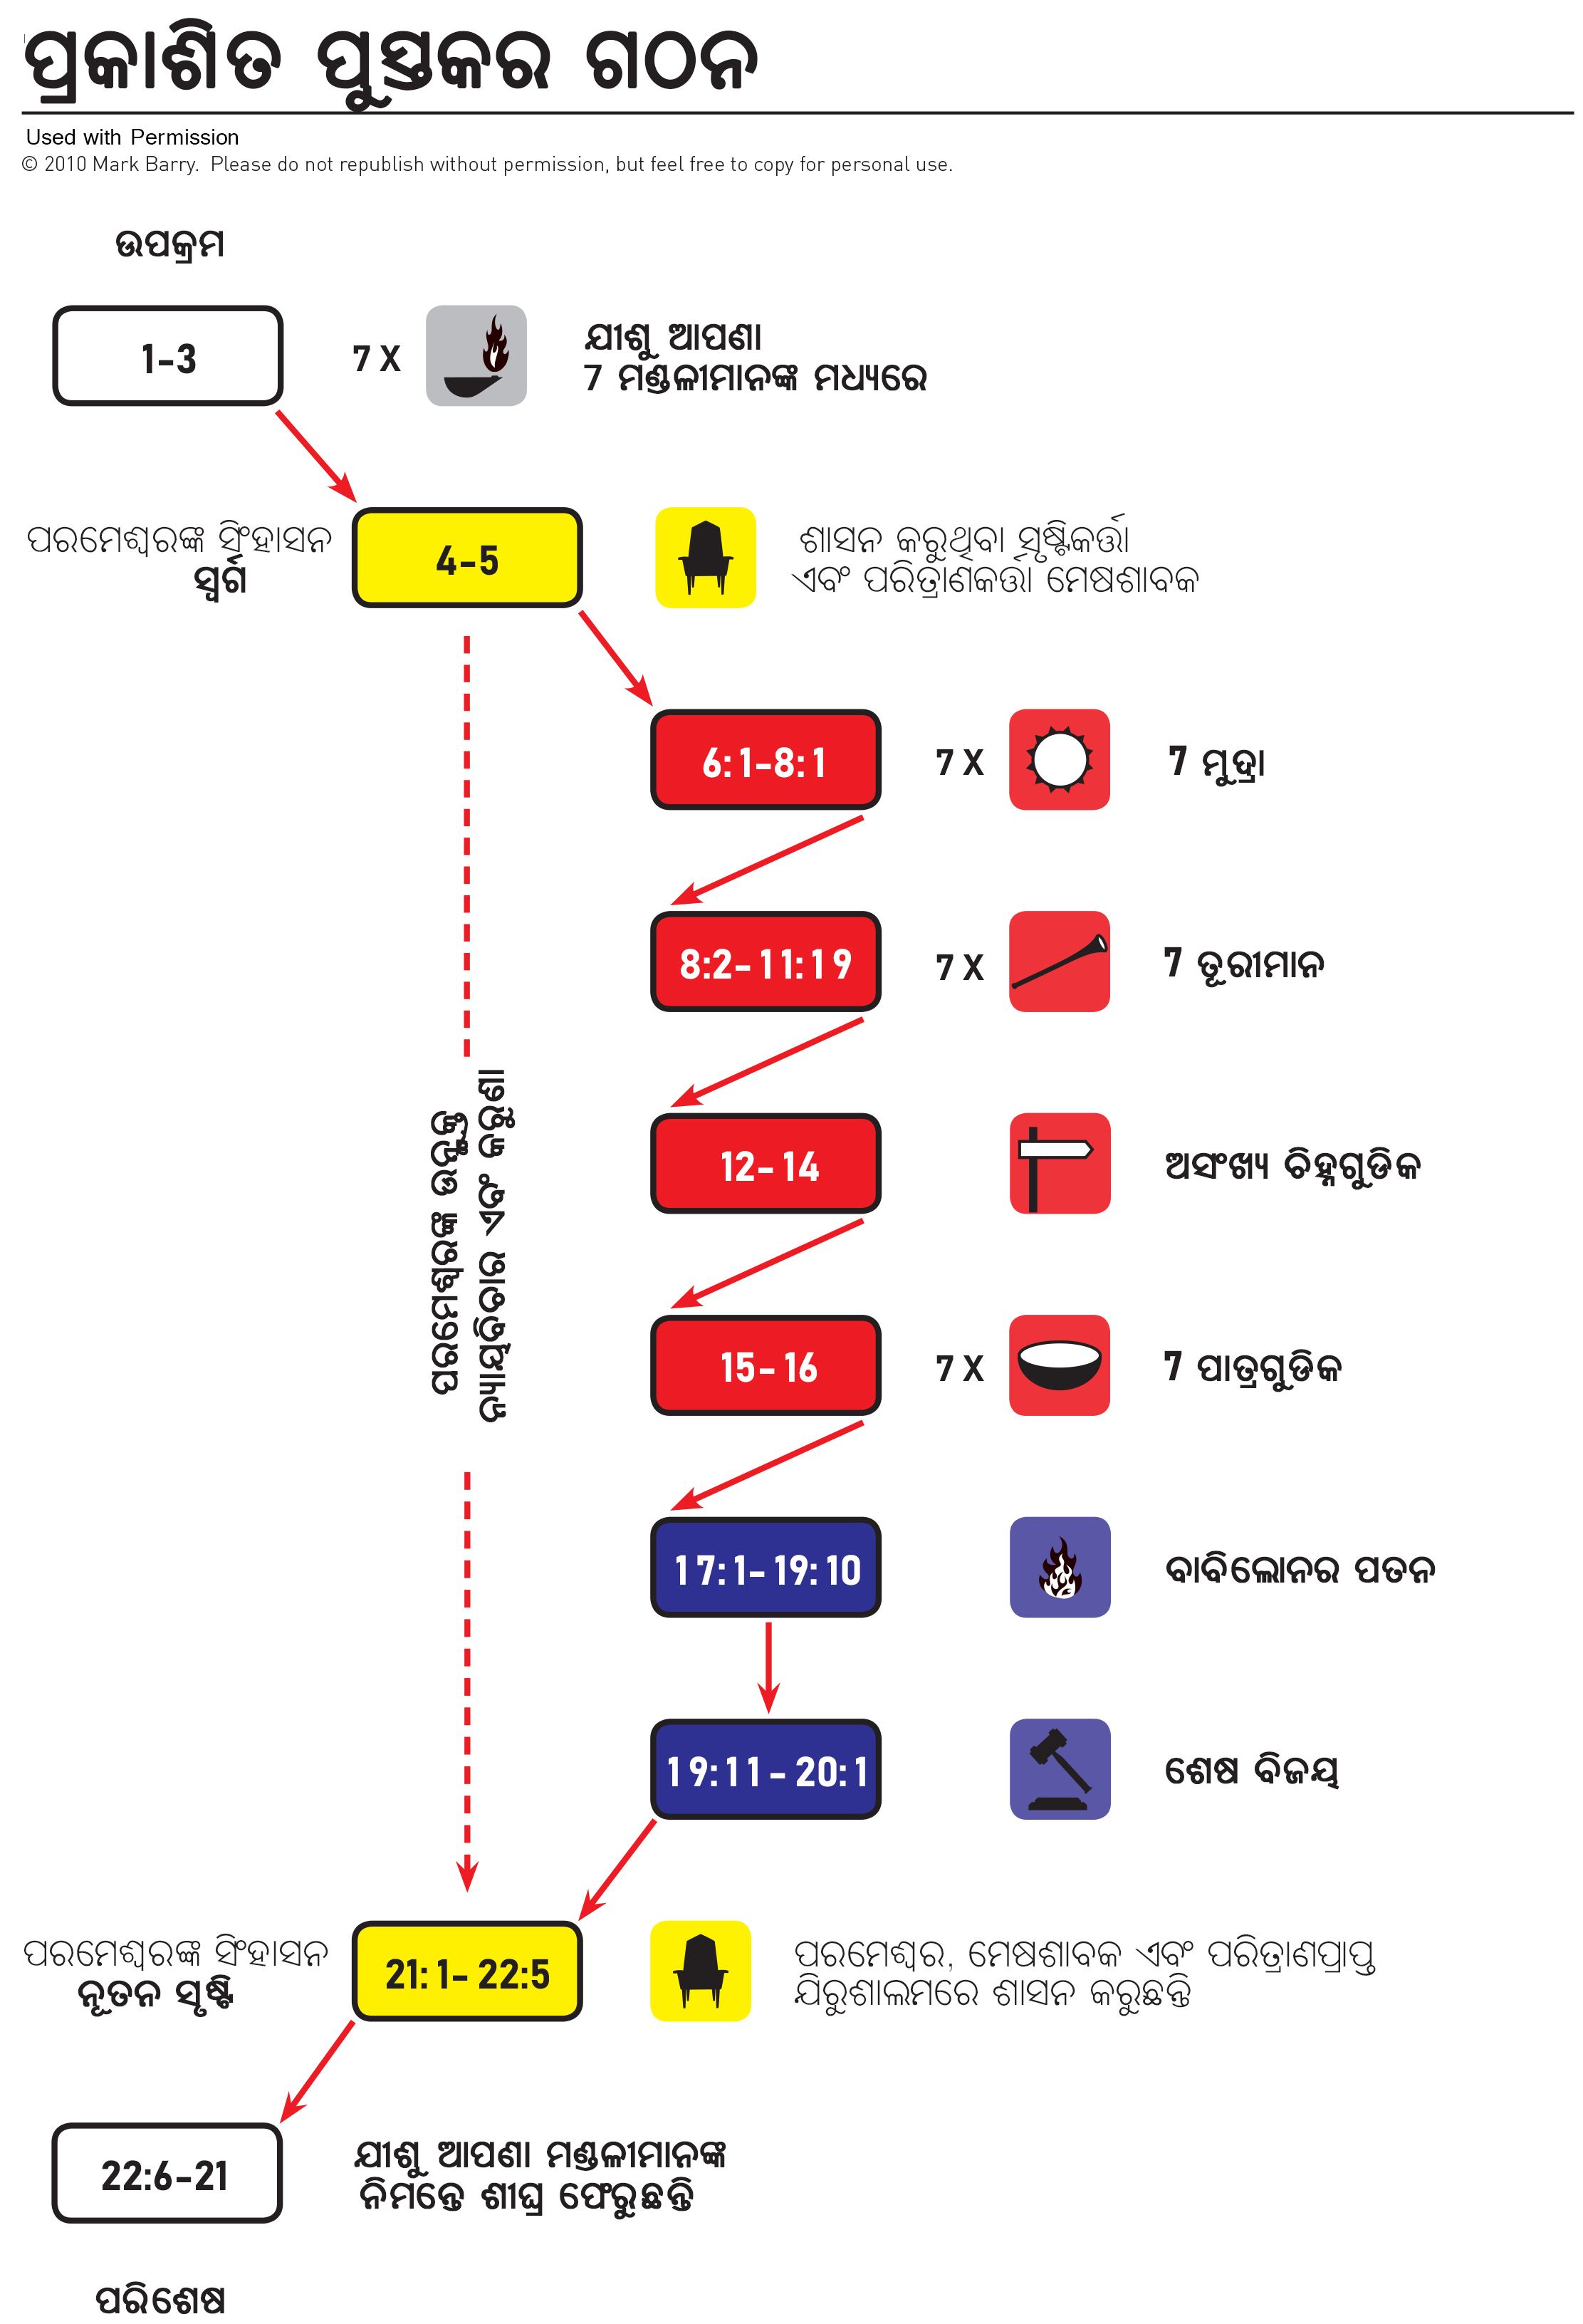 ପ୍ରକାଶିତ ପୁସ୍ତକର ଗଠନ
Used with Permission
© 2010 Mark Barry. Please do not republish without permission, but feel free to copy for personal use.
ଉପକ୍ରମ
1-3
7 X
ଯୀଶୁ ଆପଣା
7 ମଣ୍ଡଳୀମାନଙ୍କ ମଧ୍ୟରେ
ପରମେଶ୍ୱରଙ୍କ ସିଂହାସନ
ସ୍ୱର୍ଗ
4-5
ଶାସନ କରୁଥିବା ସୃଷ୍ଟିକର୍ତ୍ତା
ଏବଂ ପରିତ୍ରାଣକର୍ତ୍ତା ମେଷଶାବକ
6:1-8:1
7 X
7 ମୁଦ୍ରା
8:2-11:19
7 X
7 ତୂରୀମାନ
ପରମେଶ୍ୱରଙ୍କ ଉନ୍ମୁକ୍ତ
ନ୍ୟାୟବିଚାର ଏବଂ କରୁଣା
12-14
ଅସଂଖ୍ୟ ଚିହ୍ନଗୁଡିକ
15-16
7 X
7 ପାତ୍ରଗୁଡିକ
17:1-19:10
ବାବିଲୋନର ପତନ
19:11-20:1
ଶେଷ ବିଜୟ
ପରମେଶ୍ୱରଙ୍କ ସିଂହାସନ
ନୂତନ ସୃଷ୍ଟି
21:1-22:5
ପରମେଶ୍ୱର, ମେଷଶାବକ ଏବଂ ପରିତ୍ରାଣପ୍ରାପ୍ତ
ଯିରୁଶାଲମରେ ଶାସନ କରୁଛନ୍ତି
22:6-21
ଯୀଶୁ ଆପଣା ମଣ୍ଡଳୀମାନଙ୍କ
ନିମନ୍ତେ ଶୀଘ୍ର ଫେରୁଛନ୍ତି
ପରିଶେଷ